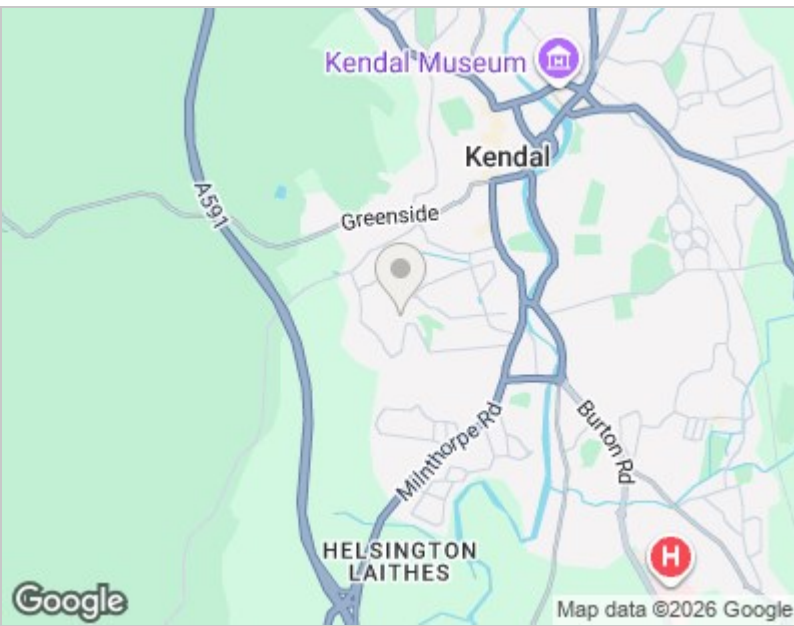 Kendal Museum
Kendal
A591
Greenside
Milnthorpe Rd
Burton Rd
HELSINGTON
LAITHES
H
Google
Map data ©2026 Google